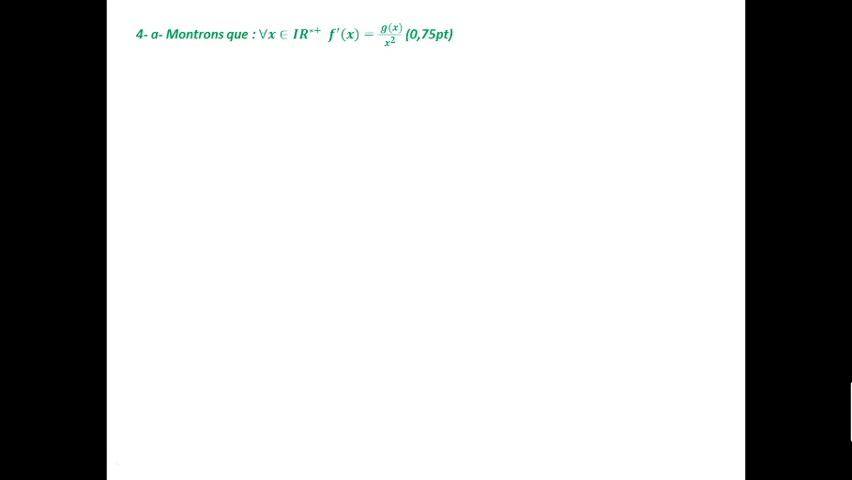 4- a- Montrons que : ∀x ∈ IR*⁺ f′(x) = g(x)/x² (0,75pt)